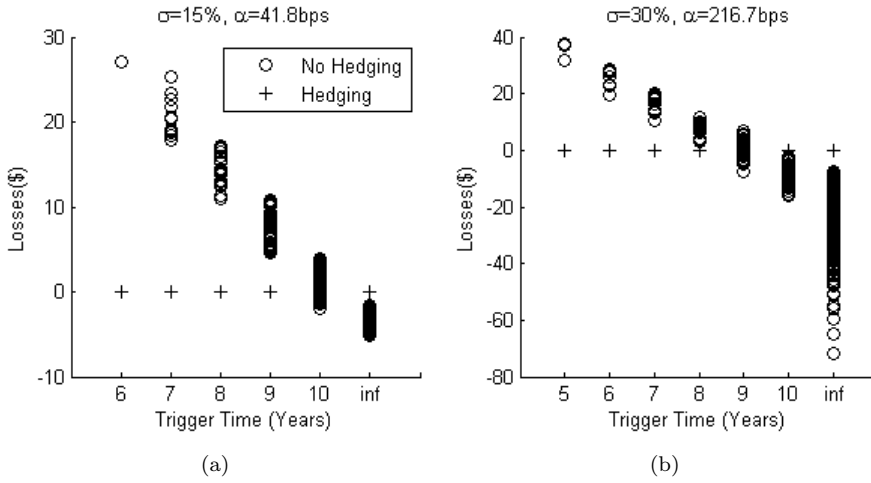 σ=15%, α=41.8bps
30
20
10
0
-10
Losses($)
No Hedging
Hedging
6 7 8 9 10 inf
Trigger Time (Years)
(a)
σ=30%, α=216.7bps
40
20
0
-20
-40
-60
-80
Losses($)
5 6 7 8 9 10 inf
Trigger Time (Years)
(b)